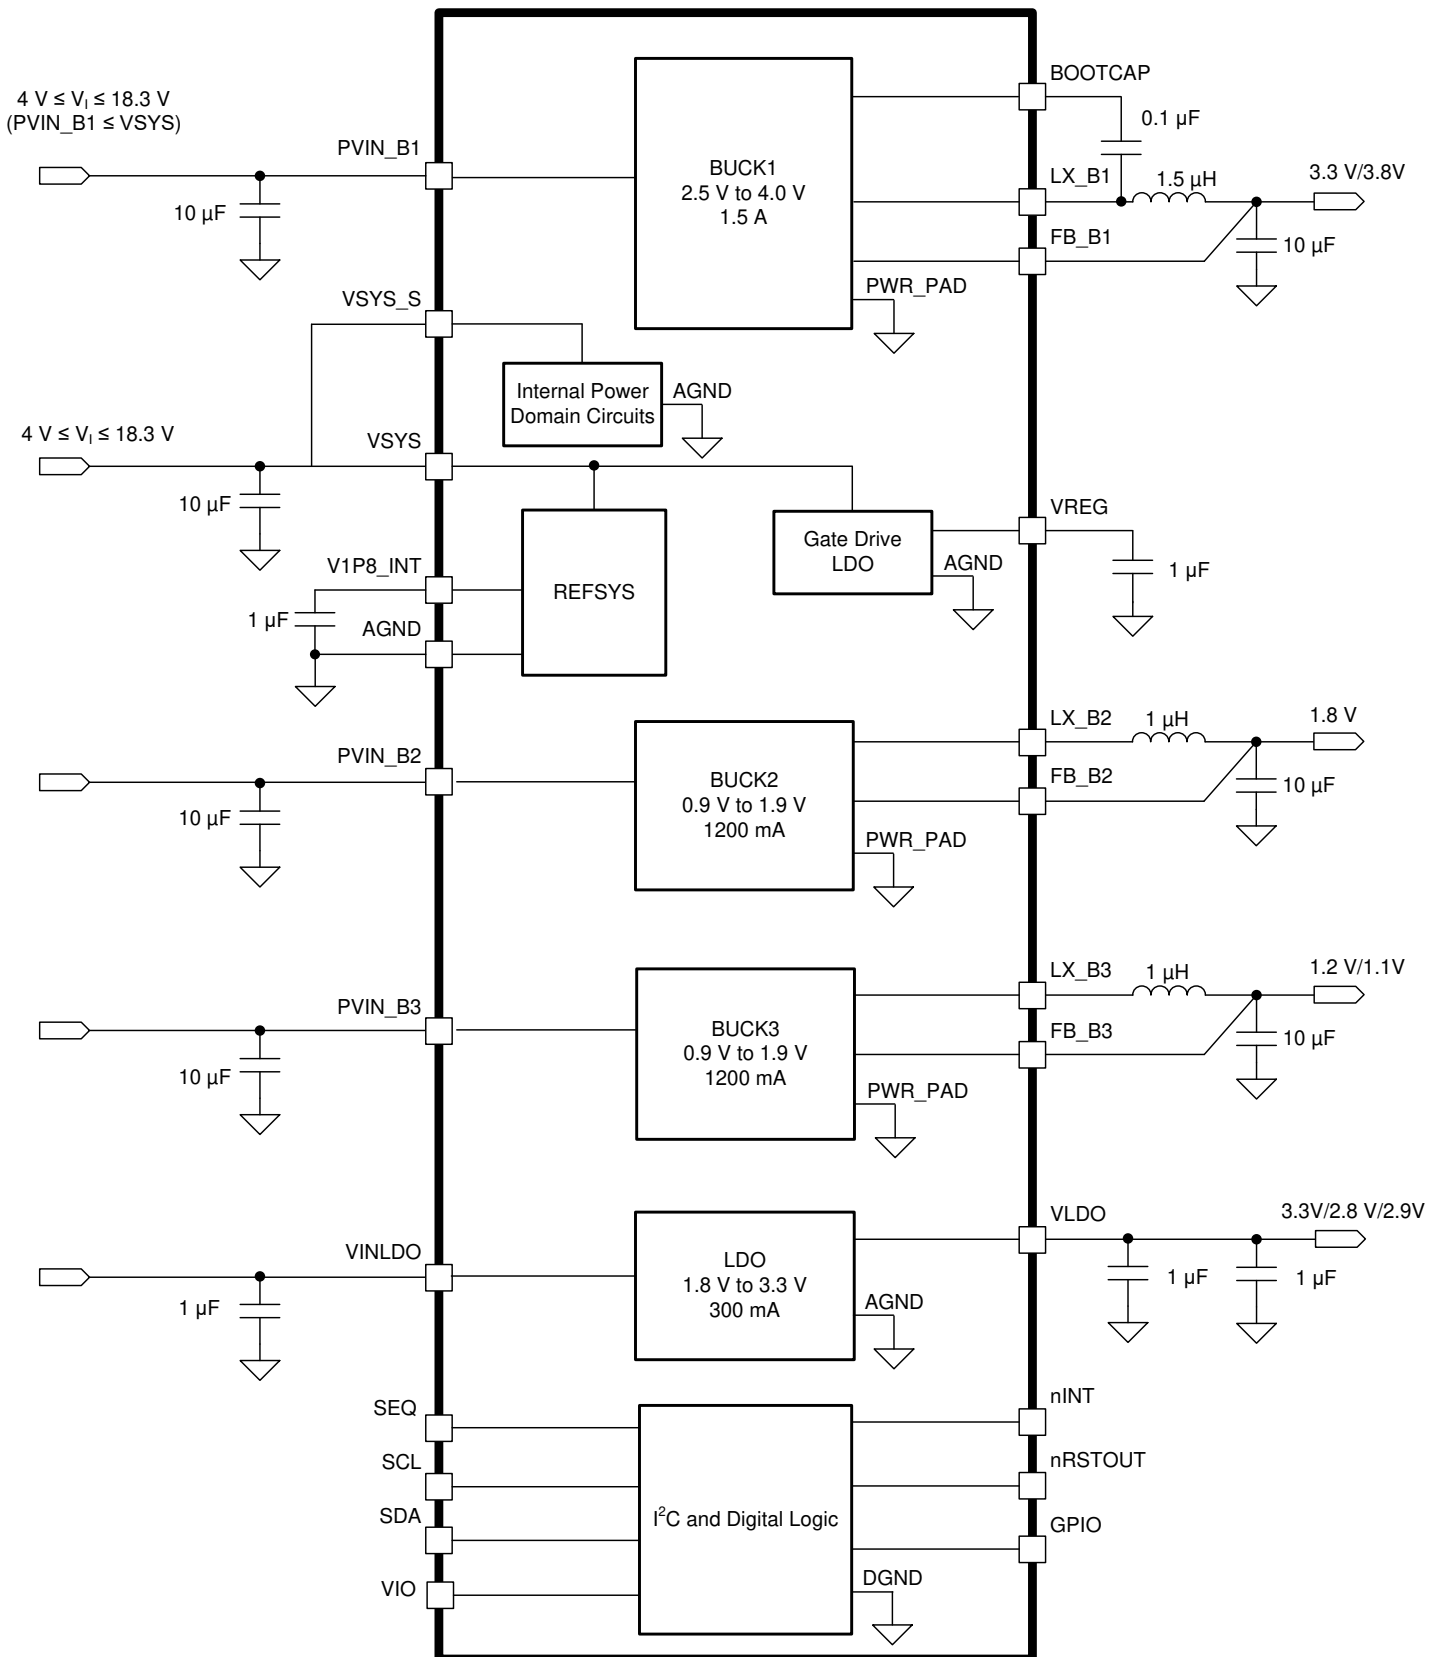 4 V ≤ V_I ≤ 18.3 V
(PVIN_B1 ≤ VSYS)
PVIN_B1
10 µF
BUCK1
2.5 V to 4.0 V
1.5 A
BOOTCAP
0.1 µF
LX_B1
1.5 µH
3.3 V/3.8V
FB_B1
10 µF
PWR_PAD
VSYS_S
Internal Power
Domain Circuits
AGND
4 V ≤ V_I ≤ 18.3 V
VSYS
10 µF
V1P8_INT
1 µF
AGND
REFSYS
Gate Drive
LDO
AGND
VREG
1 µF
PVIN_B2
10 µF
BUCK2
0.9 V to 1.9 V
1200 mA
LX_B2
1 µH
1.8 V
FB_B2
10 µF
PWR_PAD
PVIN_B3
10 µF
BUCK3
0.9 V to 1.9 V
1200 mA
LX_B3
1 µH
1.2 V/1.1V
FB_B3
10 µF
PWR_PAD
VINLDO
1 µF
LDO
1.8 V to 3.3 V
300 mA
VLDO
3.3V/2.8 V/2.9V
1 µF
1 µF
AGND
SEQ
SCL
SDA
VIO
I²C and Digital Logic
nINT
nRSTOUT
GPIO
DGND